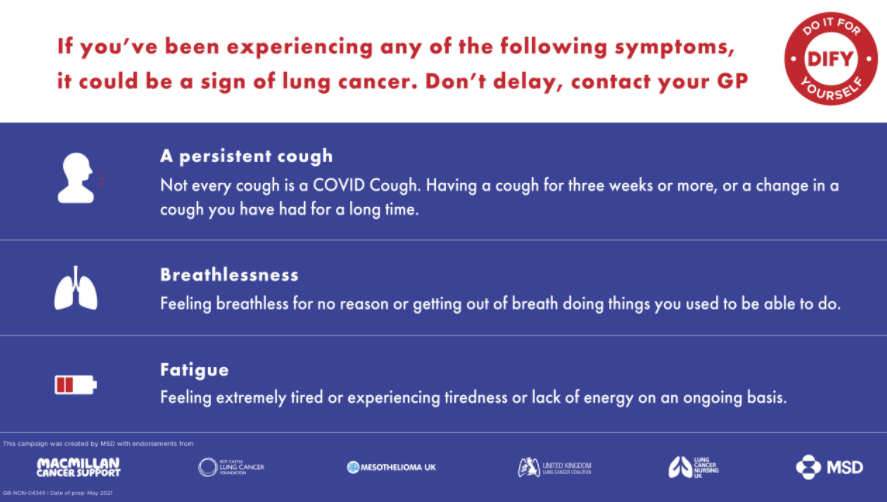 If you've been experiencing any of the following symptoms,
it could be a sign of lung cancer. Don't delay, contact your GP
DO IT FOR
DIFY
YOURSELF
A persistent cough
Not every cough is a COVID Cough. Having a cough for three weeks or more, or a change in a
cough you have had for a long time.
Breathlessness
Feeling breathless for no reason or getting out of breath doing things you used to be able to do.
Fatigue
Feeling extremely tired or experiencing tiredness or lack of energy on an ongoing basis.
This campaign was created by MSD with endorsements from
MACMILLAN
CANCER SUPPORT
ROY CASTLE
LUNG CANCER
FOUNDATION
MESOTHELIOMA UK
UNITED KINGDOM
LUNG CANCER COALITION
LUNG
CANCER
NURSING
UK
MSD
GB-NON-04349 | Date of prep: May 2021